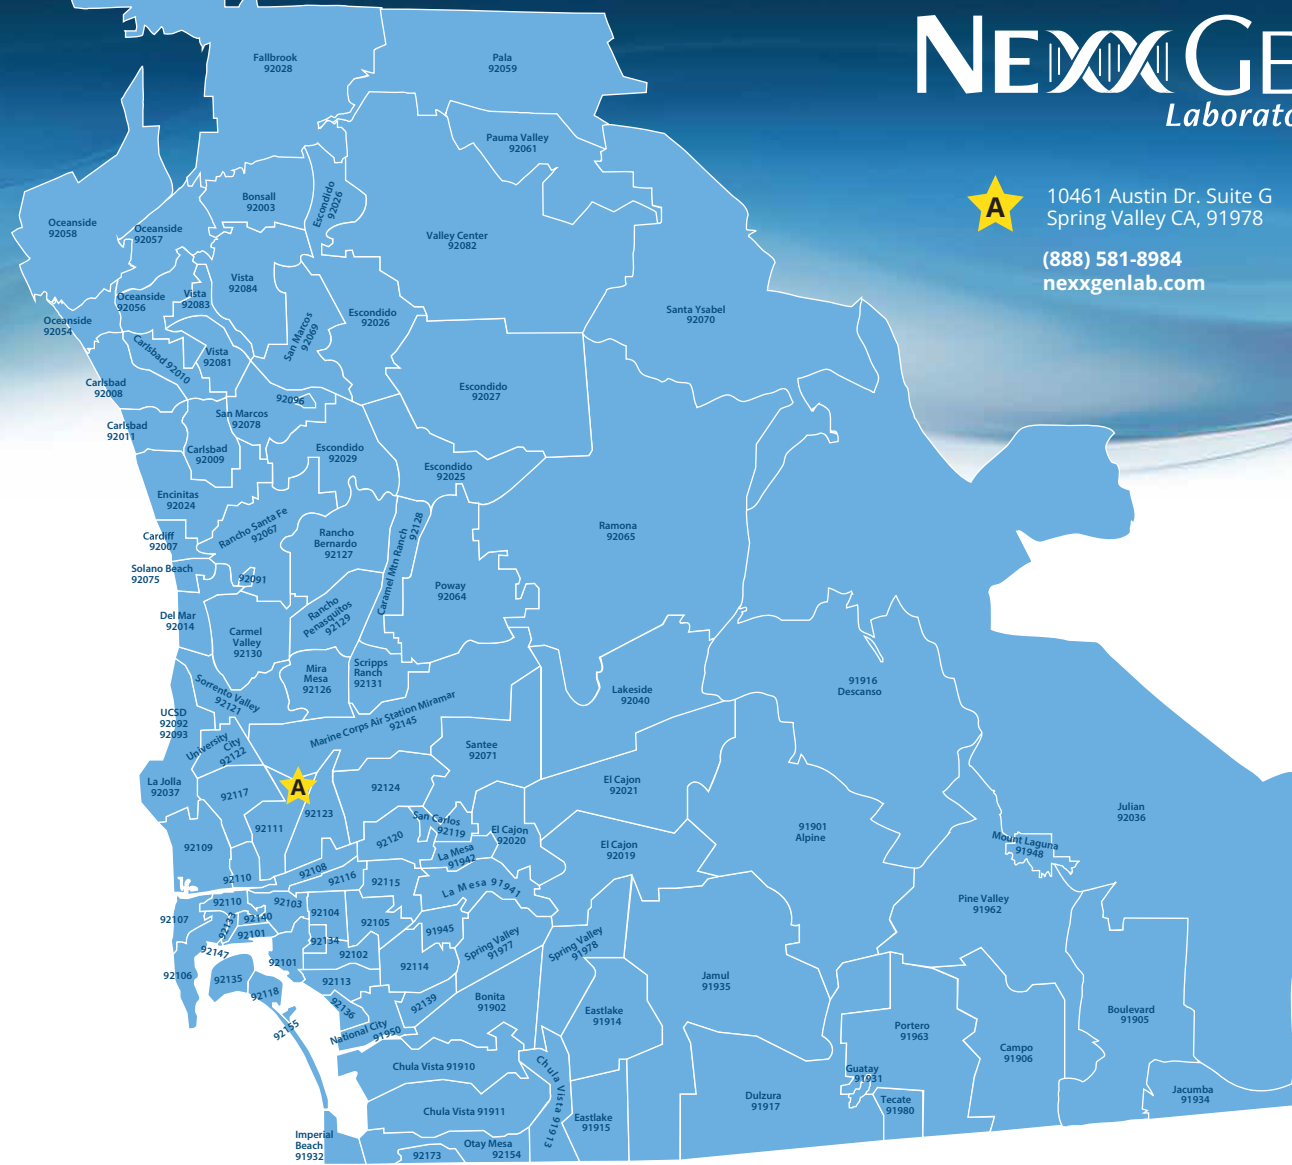 NEXXGE
Laborato
A
10461 Austin Dr. Suite G
Spring Valley CA, 91978
(888) 581-8984
nexxgenlab.com
Fallbrook
92028
Pala
92059
Pauma Valley
92061
Bonsall
92003
Escondido
92026
Oceanside
92058
Oceanside
92057
Valley Center
92082
Vista
92084
Oceanside
92056
Vista
92083
Oceanside
92054
Escondido
92026
Santa Ysabel
92070
San Marcos
92069
Carlsbad 92010
Vista
92081
Carlsbad
92008
Escondido
92027
92096
San Marcos
92078
Carlsbad
92011
Carlsbad
92009
Escondido
92029
Escondido
92025
Encinitas
92024
Rancho Santa Fe
92067
Cardiff
92007
Rancho
Bernardo
92127
Caramel Mtn Ranch
92128
Ramona
92065
Solano Beach
92075
92091
Poway
92064
Del Mar
92014
Rancho
Penasquitos
92129
Carmel
Valley
92130
Mira
Mesa
92126
Scripps
Ranch
92131
91916
Descanso
Lakeside
92040
Sorrento Valley
92121
UCSD
92092
92093
Marine Corps Air Station Miramar
92145
University
City
92122
Santee
92071
La Jolla
92037
A
92117
92124
El Cajon
92021
Julian
92036
92123
92111
San Carlos
92119
El Cajon
92020
91901
Alpine
92109
92120
La Mesa
91942
El Cajon
92019
Mount Laguna
91948
92110
92108
92116
92115
La Mesa 91941
Pine Valley
91962
92110
92103
92104
92107
92133
92140
92105
91945
92101
92134
92102
Spring Valley
91977
Spring Valley
91978
92147
92101
92114
92106
92135
92113
Jamul
91935
92118
92136
92139
Bonita
91902
Eastlake
91914
Boulevard
91905
92155
National City
91950
Portero
91963
Campo
91906
Chula Vista 91910
Guatay
91931
Chula Vista 91913
Jacumba
91934
Dulzura
91917
Tecate
91980
Chula Vista 91911
Eastlake
91915
Imperial
Beach
91932
Otay Mesa
92154
92173